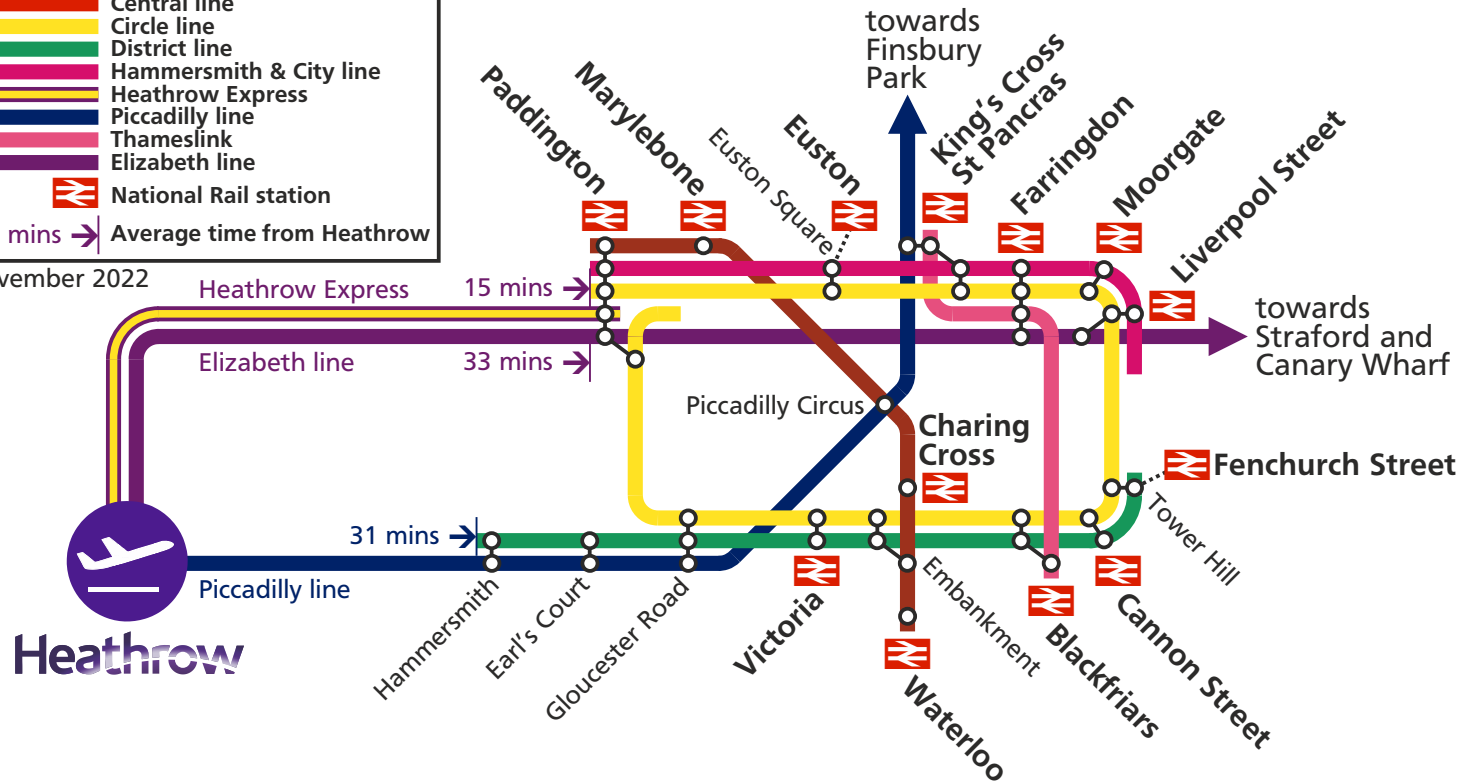 Central line
Circle line
District line
Hammersmith & City line
Heathrow Express
Piccadilly line
Thameslink
Elizabeth line
National Rail station
mins
Average time from Heathrow
vember 2022
towards
Finsbury
Park
Paddington
Marylebone
Euston Square
Euston
King's Cross
St Pancras
Farringdon
Moorgate
Liverpool Street
Heathrow Express
15 mins
Elizabeth line
33 mins
towards
Straford and
Canary Wharf
Piccadilly Circus
Charing
Cross
Fenchurch Street
Tower Hill
31 mins
Piccadilly line
Heathrow
Hammersmith
Earl's Court
Gloucester Road
Victoria
Embankment
Waterloo
Blackfriars
Cannon Street